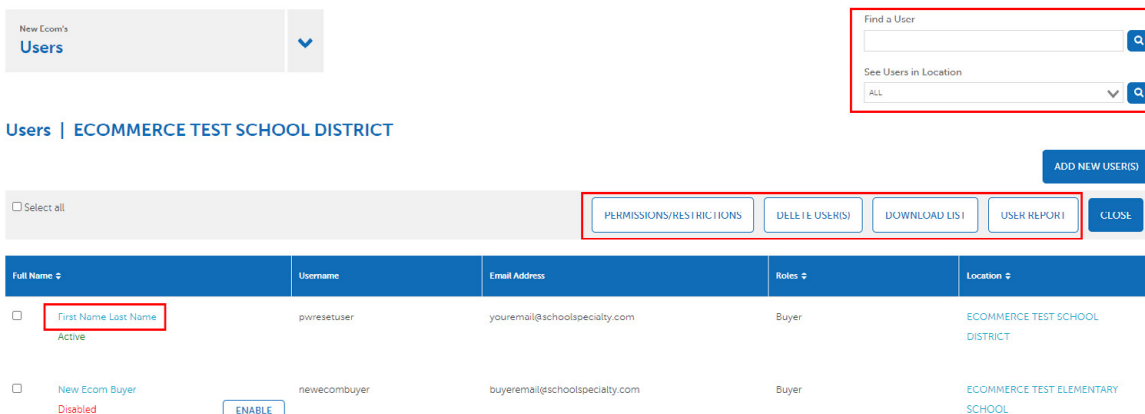 New Ecom's
Users
Find a User
See Users in Location
ALL
Users | ECOMMERCE TEST SCHOOL DISTRICT
ADD NEW USER(S)
Select all
PERMISSIONS/RESTRICTIONS DELETE USER(S) DOWNLOAD LIST USER REPORT CLOSE
Full Name Username Email Address Roles Location
First Name Last Name pwresetuser youremail@schoolspecialty.com Buyer ECOMMERCE TEST SCHOOL
Active DISTRICT
New Ecom Buyer newecombuyer buyeremail@schoolspecialty.com Buyer ECOMMERCE TEST ELEMENTARY
Disabled ENABLE SCHOOL